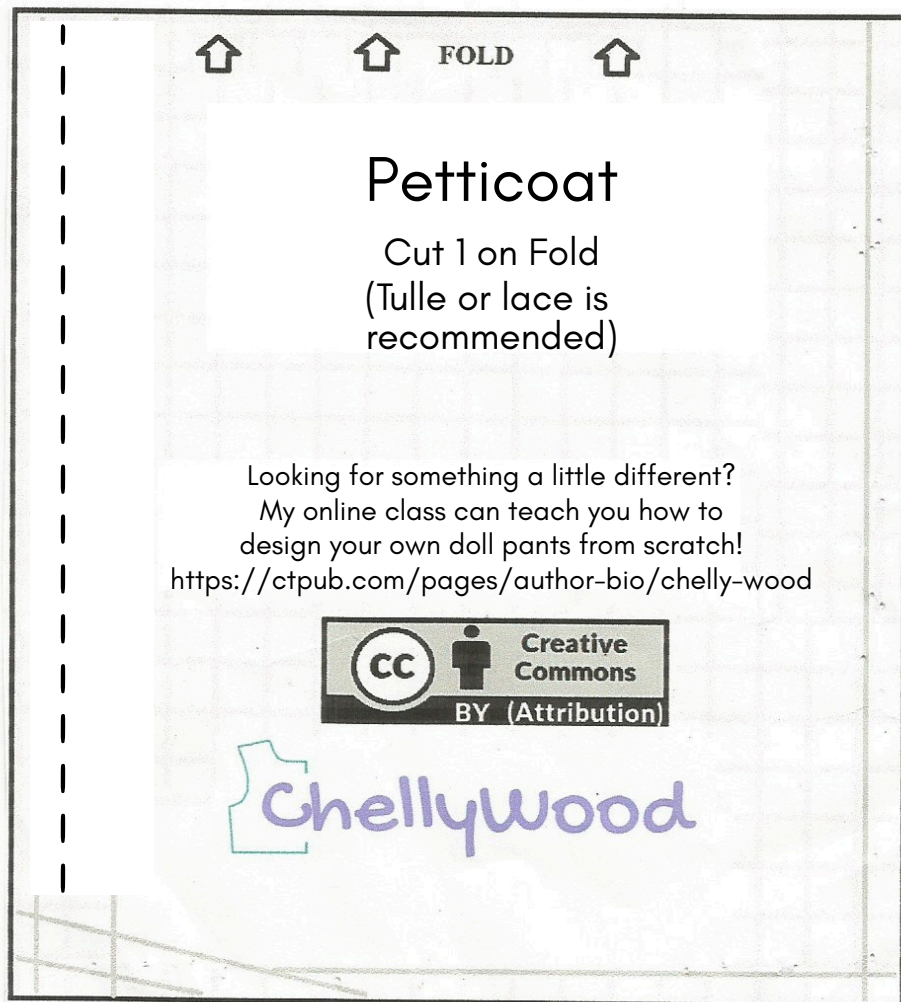 FOLD
Petticoat
Cut 1 on Fold
(Tulle or lace is
recommended)
Looking for something a little different?
My online class can teach you how to
design your own doll pants from scratch!
https://ctpub.com/pages/author-bio/chelly-wood
cc
Creative
Commons
BY (Attribution)
ChellyWood